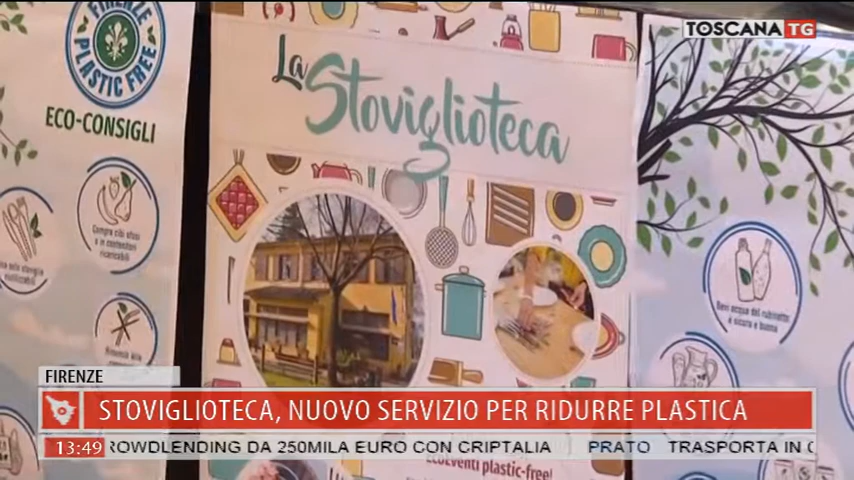 TOSCANA TG
FIRENZE
PLASTIC FREE
ECO-CONSIGLI
Compra cibi sfusi
e in contenitori
ricaricabili
La
Stoviglioteca
Bevi acqua del rubinetto:
è sicura e buona
ecoEventi plastic-free!
FIRENZE
STOVIGLIOTECA, NUOVO SERVIZIO PER RIDURRE PLASTICA
13:49 ROWDLENDING DA 250MILA EURO CON CRIPTALIA PRATO TRASPORTA IN